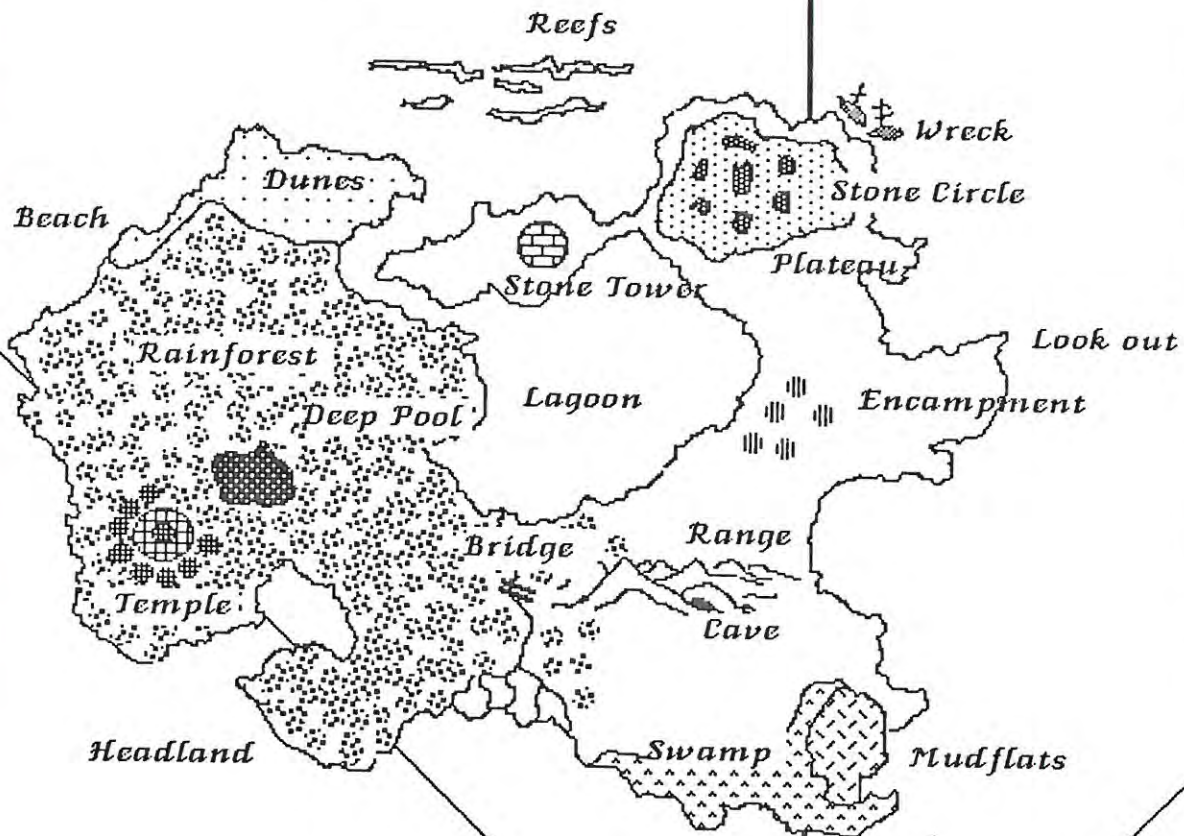 Reefs
Wreck
Dunes
Stone Circle
Beach
Plateau
Stone Tower
Look out
Rainforest
Lagoon
Encampment
Deep Pool
Bridge
Range
Temple
Cave
Headland
Swamp
Mudflats